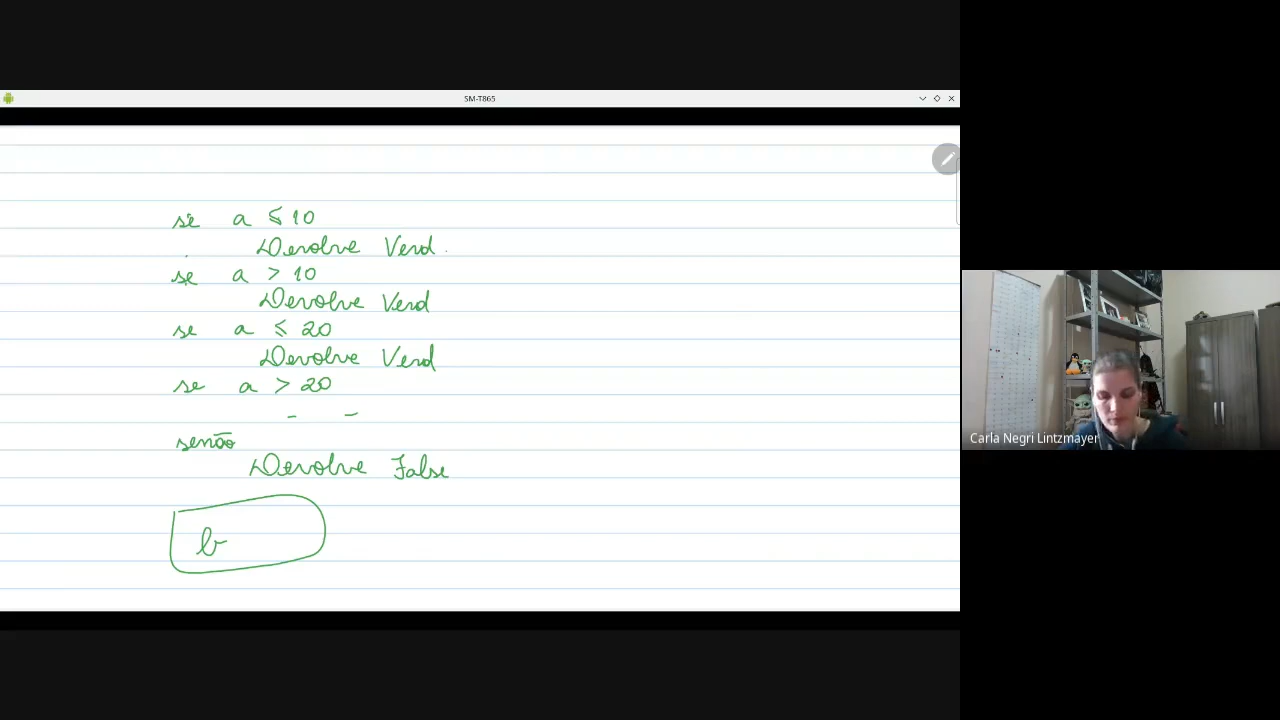 SM-T865
se a ≤ 10
Devolve Verd.
se a > 10
Devolve Verd
se a ≤ 20
Devolve Verd
se a > 20
- -
senão
Devolve False
b
Carla Negri Lintzmayer